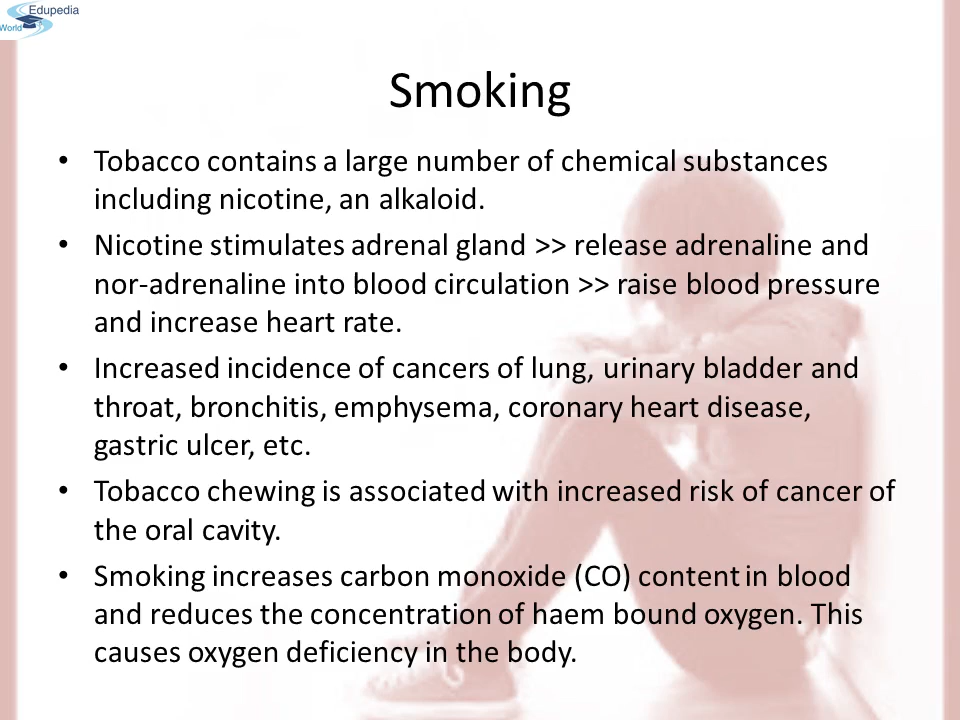 Edupedia
World
Smoking
• Tobacco contains a large number of chemical substances
including nicotine, an alkaloid.
• Nicotine stimulates adrenal gland >> release adrenaline and
nor-adrenaline into blood circulation >> raise blood pressure
and increase heart rate.
• Increased incidence of cancers of lung, urinary bladder and
throat, bronchitis, emphysema, coronary heart disease,
gastric ulcer, etc.
• Tobacco chewing is associated with increased risk of cancer of
the oral cavity.
• Smoking increases carbon monoxide (CO) content in blood
and reduces the concentration of haem bound oxygen. This
causes oxygen deficiency in the body.